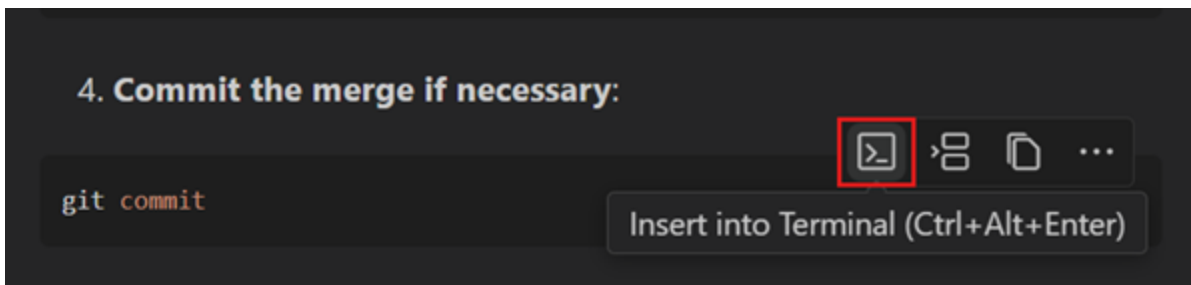 4. Commit the merge if necessary:
git commit
Insert into Terminal (Ctrl+Alt+Enter)